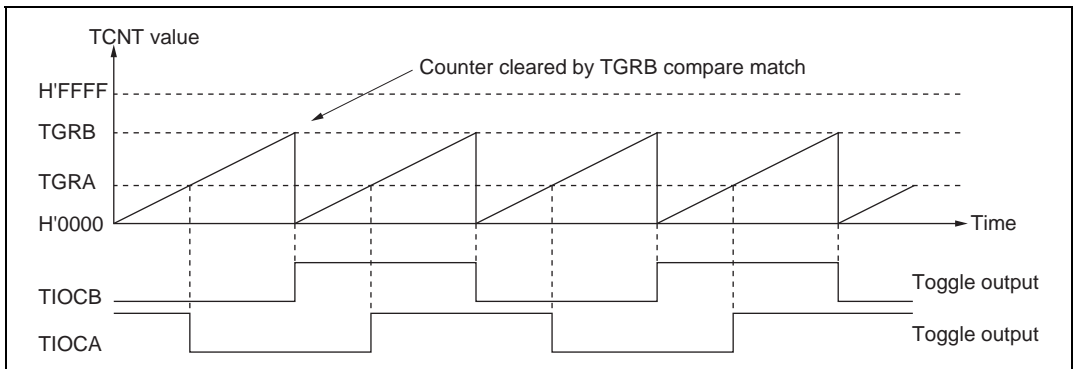 TCNT value
Counter cleared by TGRB compare match
H'FFFF
TGRB
TGRA
H'0000
Time
TIOCB
Toggle output
TIOCA
Toggle output